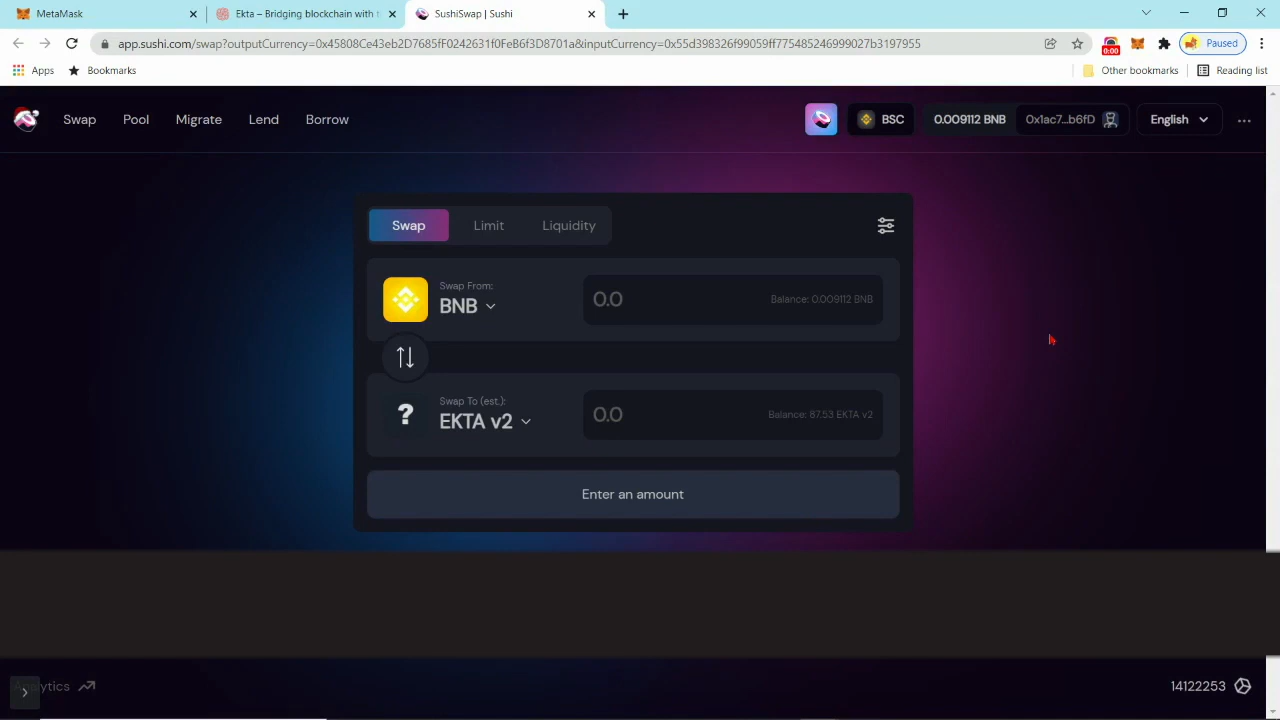 MetaMask
Ekta – Bridging blockchain with t
SushiSwap | Sushi
app.sushi.com/swap?outputCurrency=0x45808Ce43eb2D76685Ff0242631f0fEB6F3D8701a&inputCurrency=0x55d398326f99059fF775485246999027b3197955
0:00
Paused
Apps
Bookmarks
Other bookmarks
Reading list
Swap
Pool
Migrate
Lend
Borrow
BSC
0.009112 BNB
0x1ac7...b6fD
English
Swap
Limit
Liquidity
Swap From:
BNB
0.0
Balance: 0.009112 BNB
Swap To (est.):
?
EKTA v2
0.0
Balance: 87.53 EKTA v2
Enter an amount
14122253